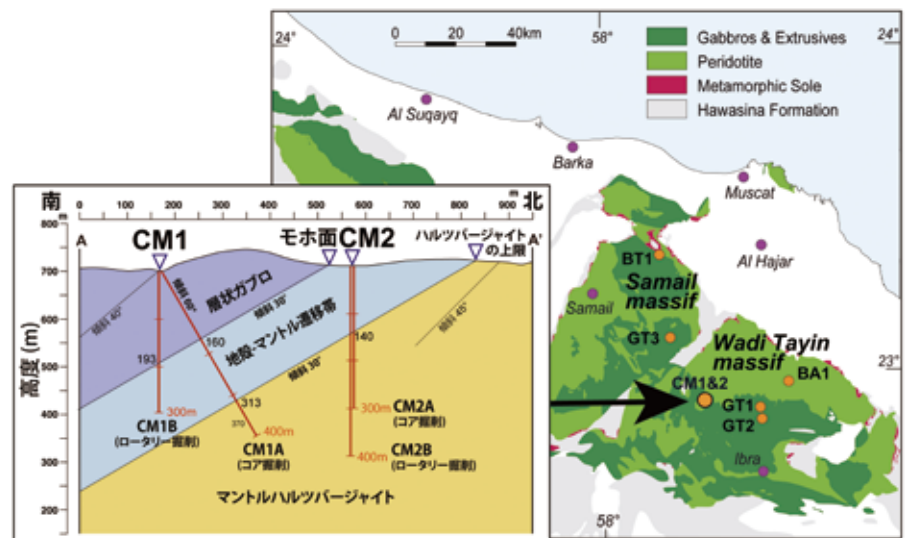 24°
58°
24°
0 20 40km
Gabbros & Extrusives
Peridotite
Metamorphic Sole
Hawasina Formation
Al Suqayq
Barka
Muscat
Al Hajar
BT1
Samail
massif
Samail
GT3
Wadi Tayin
massif
CM1&2
BA1
GT1
GT2
Ibra
23°
58°
南
北
m
0 100 200 300 400 500 600 700 800 900
m
m
800
700
600
500
400
300
200
高度 (m)
A
A'
CM1
モホ面
CM2
ハルツバージャイト
の上限
傾斜 40°
傾斜 60°
層状ガブロ
傾斜 30°
地殻・マントル遷移帯
傾斜 30°
傾斜 45°
193
160
140
313
370
300m
CM1B
(ロータリー掘削)
400m
CM1A
(コア掘削)
300m
CM2A
(コア掘削)
400m
CM2B
(ロータリー掘削)
マントルハルツバージャイト